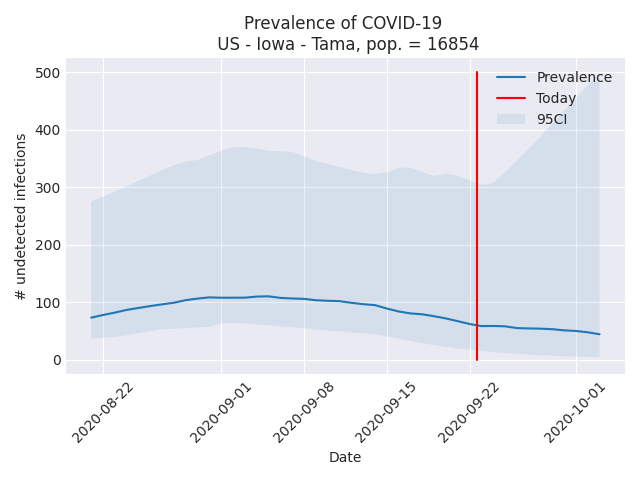 Prevalence of COVID-19
US - Iowa - Tama, pop. = 16854
500
400
300
200
100
0
# undetected infections
Prevalence
Today
95CI
2020-08-22
2020-09-01
2020-09-08
2020-09-15
2020-09-22
2020-10-01
Date